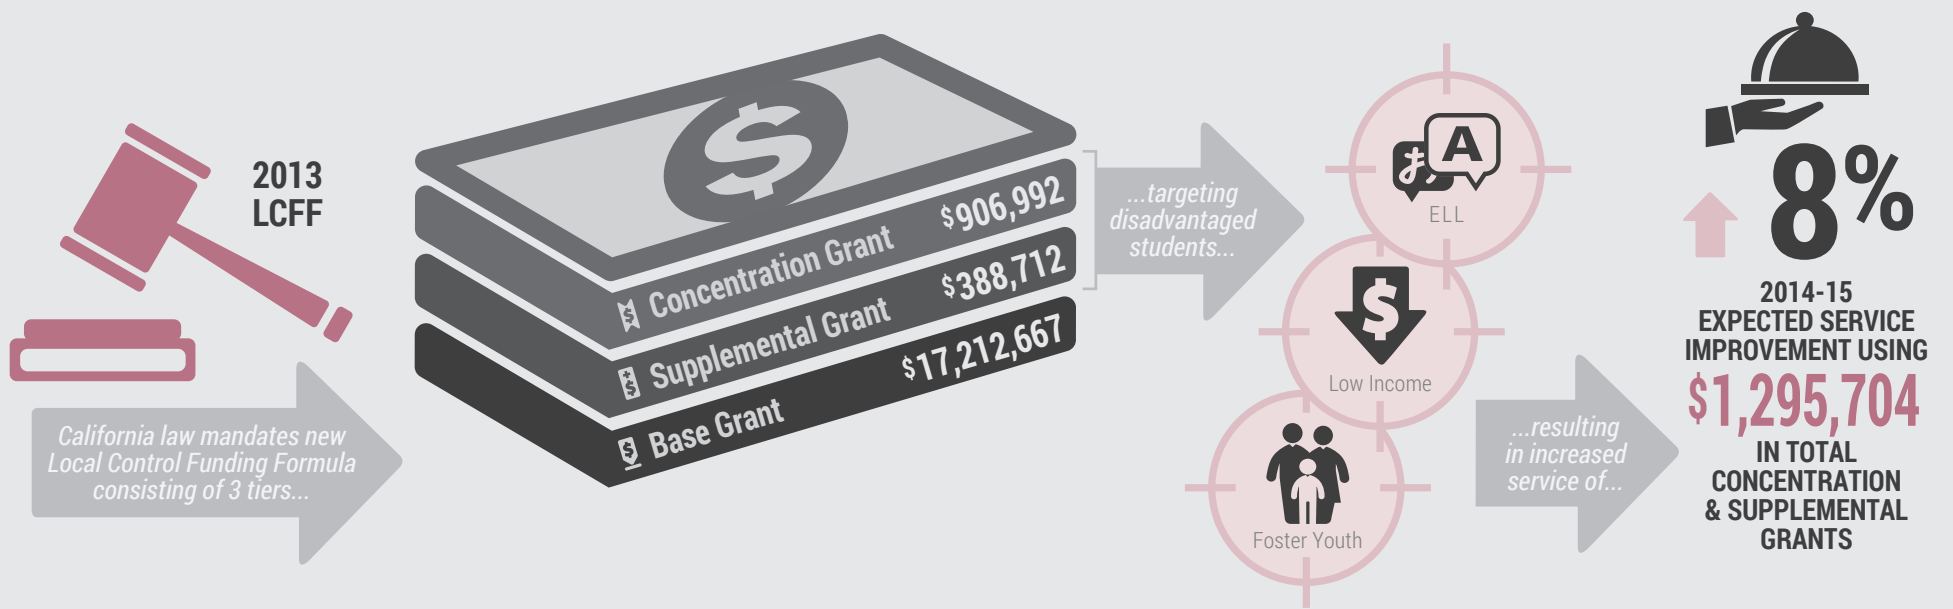 2013
LCFF
California law mandates new
Local Control Funding Formula
consisting of 3 tiers...
$
Concentration Grant $906,992
Supplemental Grant $388,712
Base Grant $17,212,667
...targeting
disadvantaged
students...
あ A
ELL
$
Low Income
Foster Youth
...resulting
in increased
service of...
8%
2014-15
EXPECTED SERVICE
IMPROVEMENT USING
$1,295,704
IN TOTAL
CONCENTRATION
& SUPPLEMENTAL
GRANTS